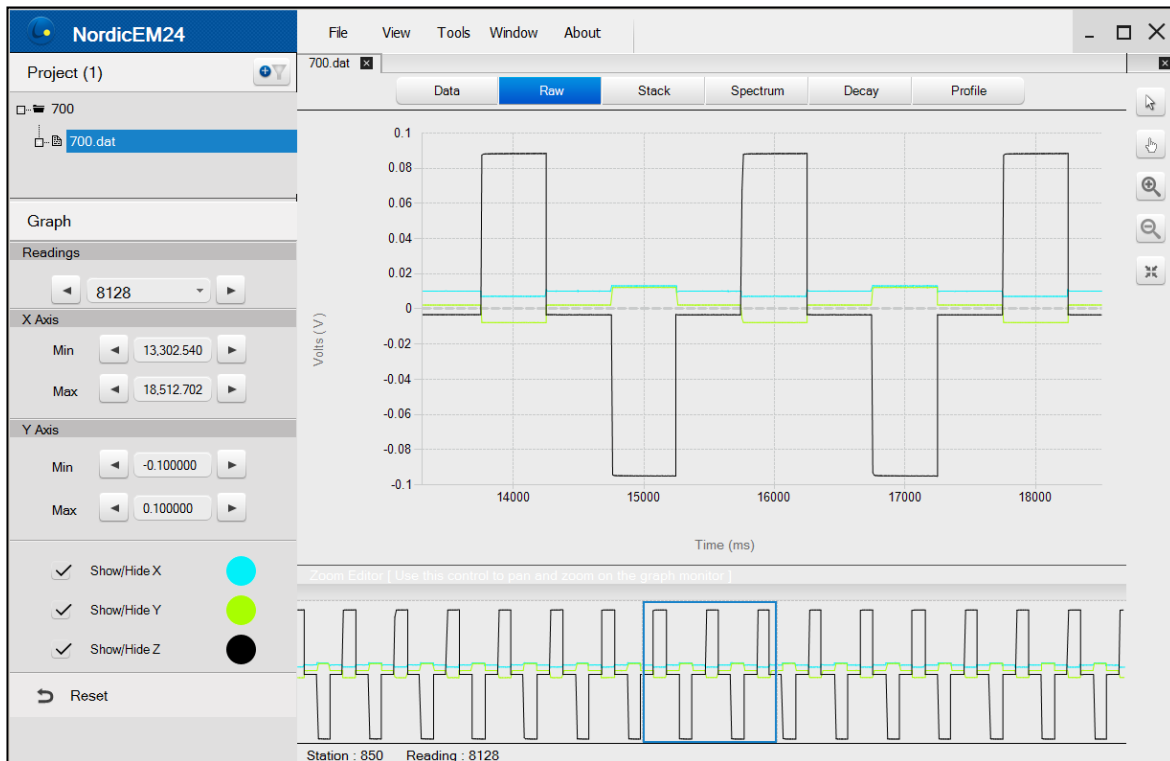 NordicEM24
File View Tools Window About
Project (1)
700.dat
Data Raw Stack Spectrum Decay Profile
700
700.dat
Graph
Readings
8128
X Axis
Min 13,302.540
Max 18,512.702
Y Axis
Min -0.100000
Max 0.100000
Show/Hide X
Show/Hide Y
Show/Hide Z
Reset
0.1
0.08
0.06
0.04
0.02
0
-0.02
-0.04
-0.06
-0.08
-0.1
Volts ( V )
14000 15000 16000 17000 18000
Time (ms)
Zoom Editor [ Use this control to pan and zoom on the graph monitor ]
Station : 850 Reading : 8128